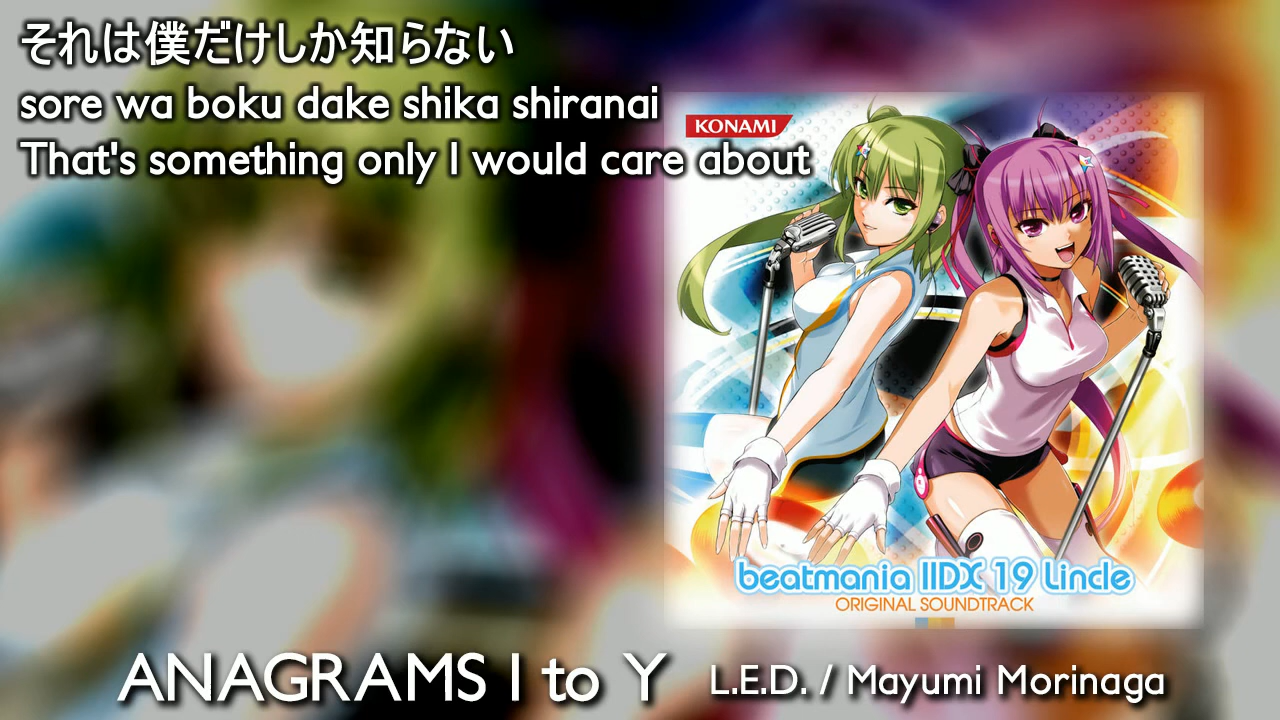 それは僕だけしか知らない
sore wa boku dake shika shiranai
That's something only I would care about
KONAMI
beatmania IIDX 19 Lincle
ORIGINAL SOUNDTRACK
ANAGRAMS I to Y L.E.D. / Mayumi Morinaga